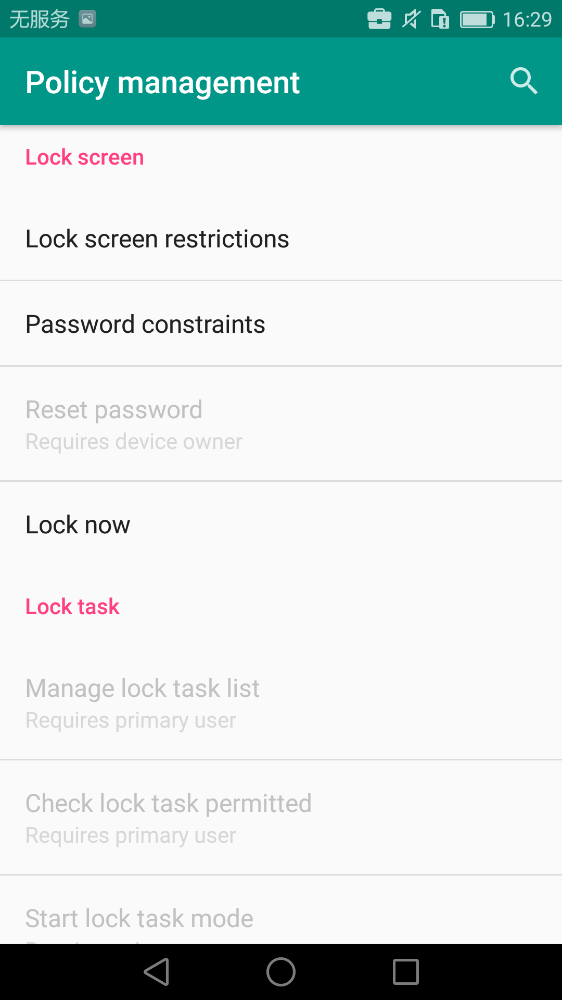 无服务
16:29
Policy management
Lock screen
Lock screen restrictions
Password constraints
Reset password
Requires device owner
Lock now
Lock task
Manage lock task list
Requires primary user
Check lock task permitted
Requires primary user
Start lock task mode